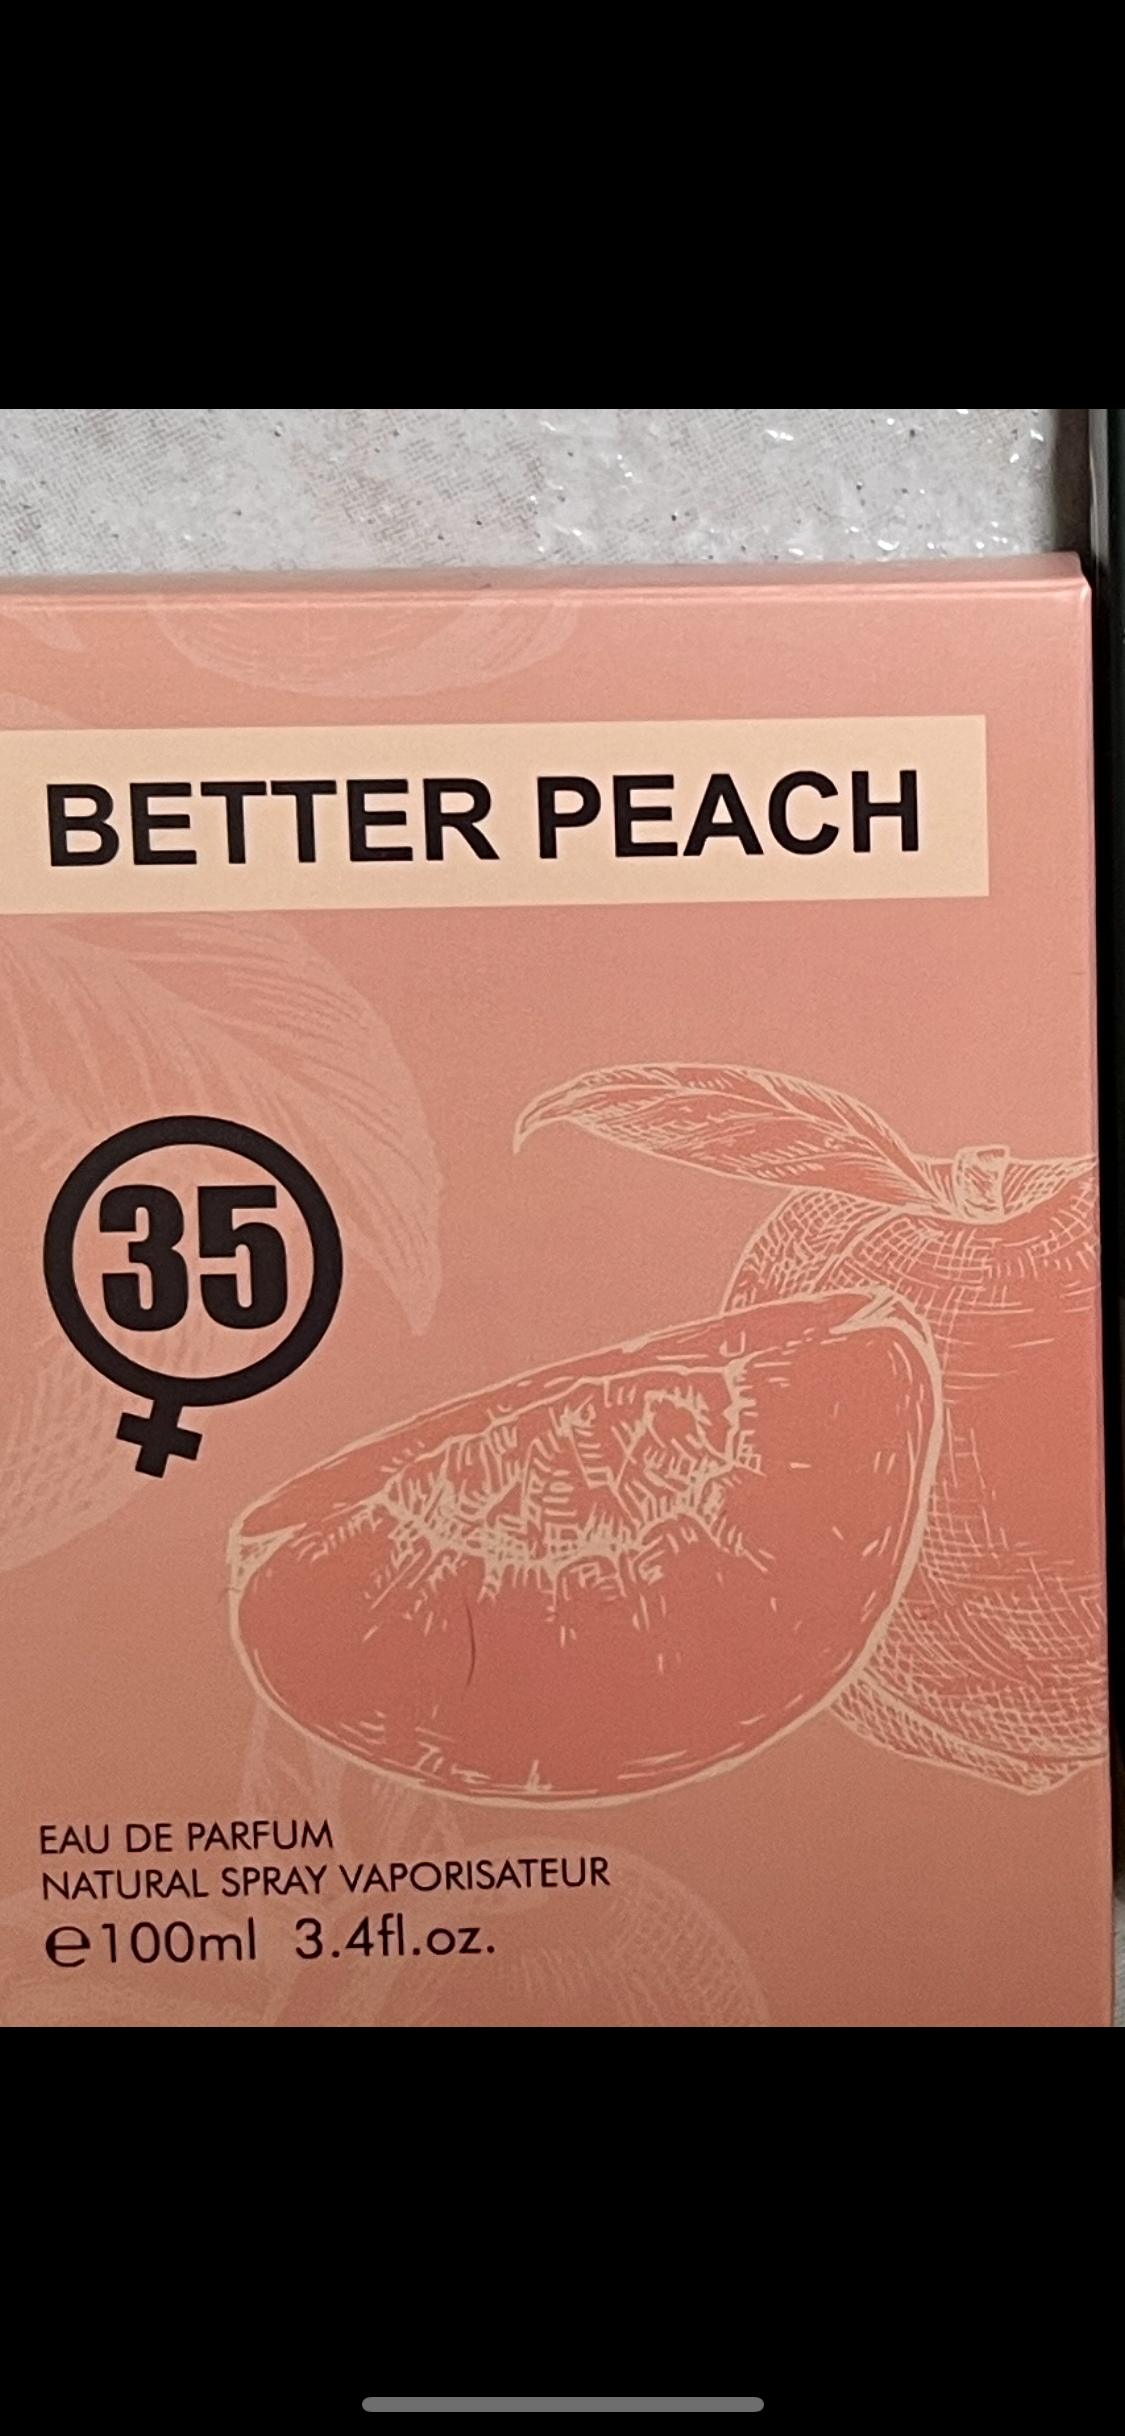 BETTER PEACH
35
EAU DE PARFUM
NATURAL SPRAY VAPORISATEUR
℮100ml 3.4fl.oz.